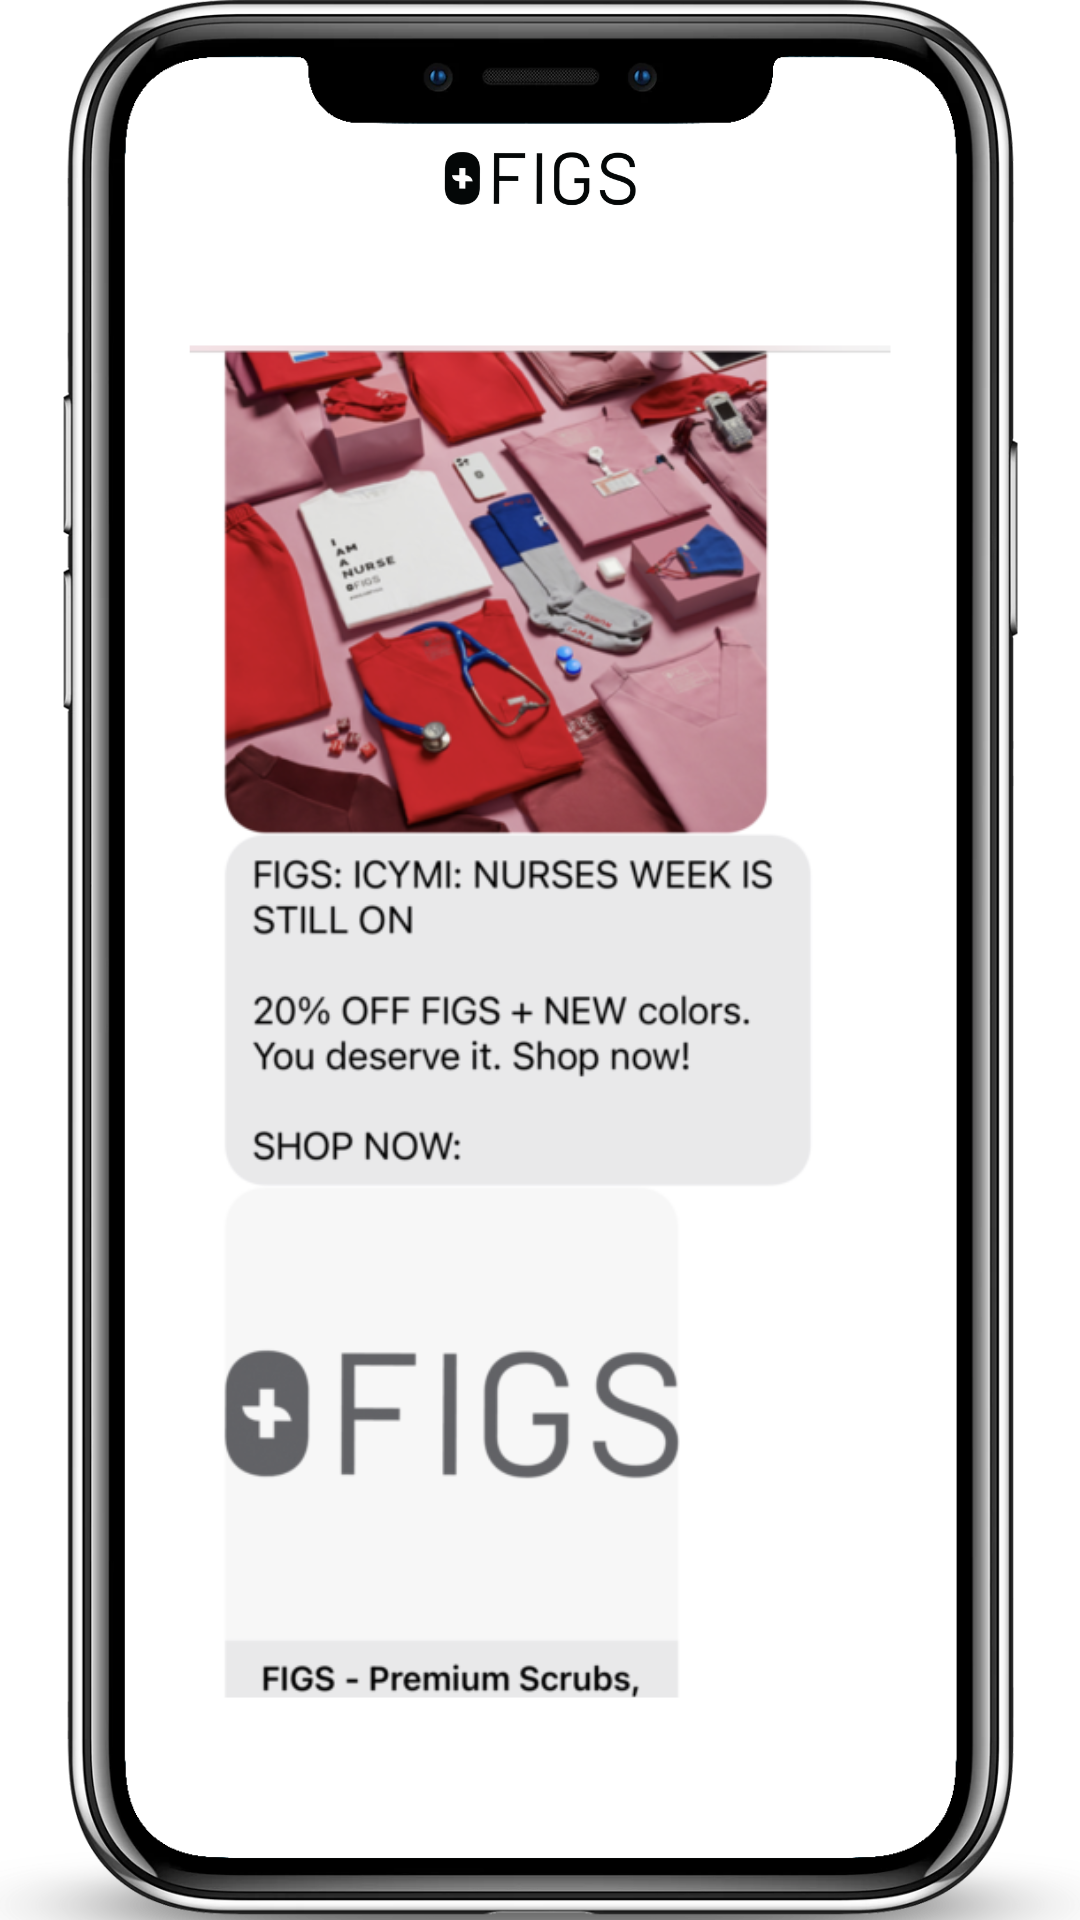 FIGS
I
AM
A
NURSE
FIGS
FIGS: ICYMI: NURSES WEEK IS
STILL ON
20% OFF FIGS + NEW colors.
You deserve it. Shop now!
SHOP NOW:
FIGS
FIGS - Premium Scrubs,